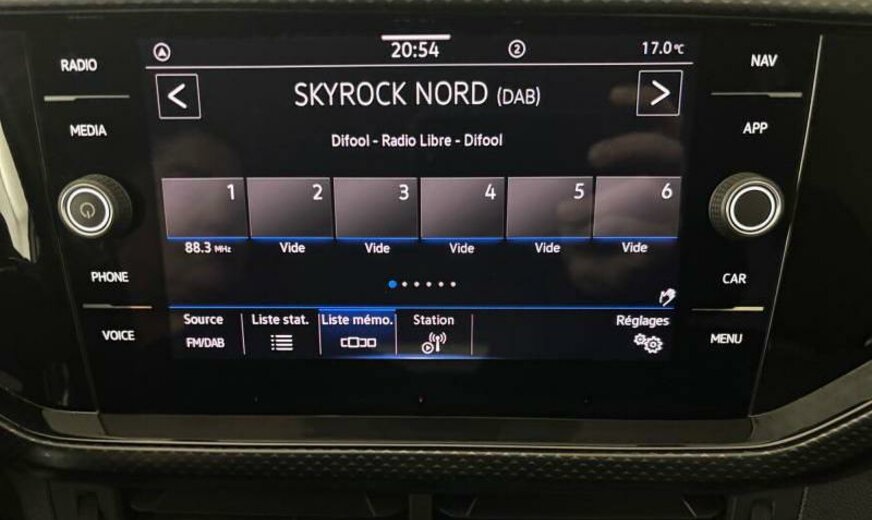 RADIO
MEDIA
PHONE
VOICE
20:54
2
17.0°C
SKYROCK NORD (DAB)
Difool - Radio Libre - Difool
1 2 3 4 5 6
88.3 MHz Vide Vide Vide Vide Vide
Source Liste stat. Liste mémo. Station Réglages
FM/DAB
NAV
APP
CAR
MENU